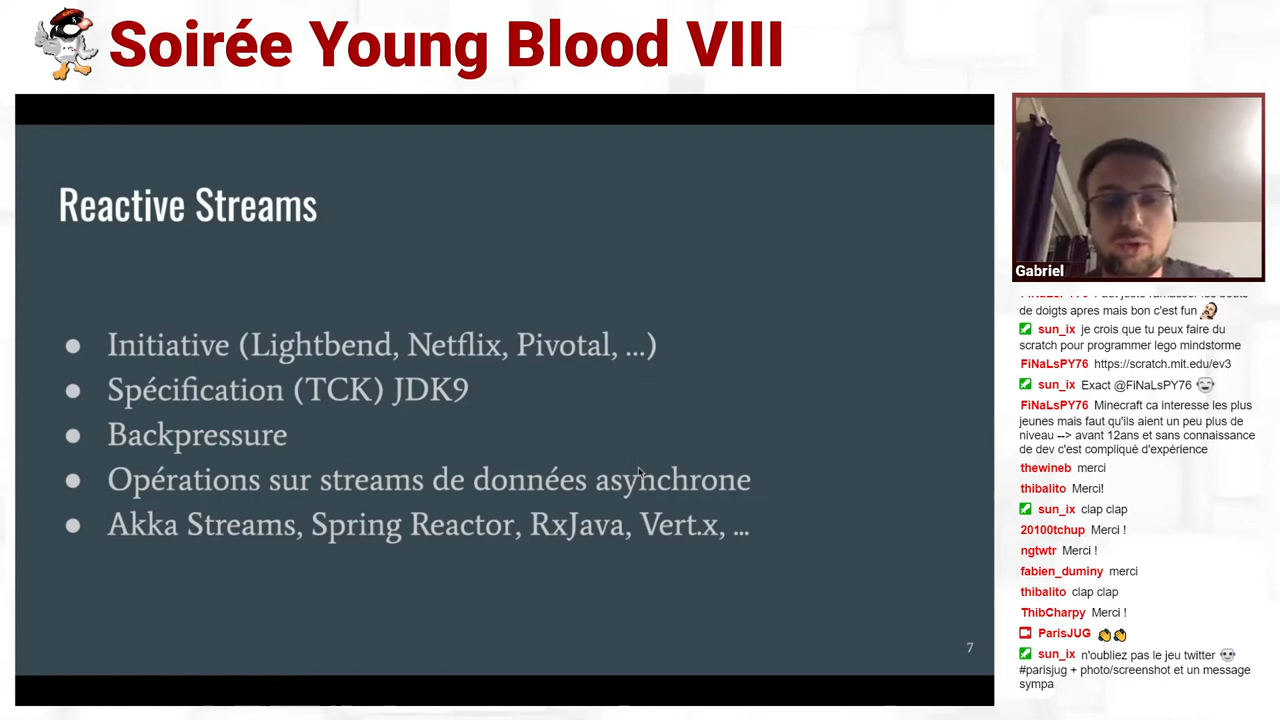 Soirée Young Blood VIII
Reactive Streams
● Initiative (Lightbend, Netflix, Pivotal, ...)
● Spécification (TCK) JDK9
● Backpressure
● Opérations sur streams de données asynchrone
● Akka Streams, Spring Reactor, RxJava, Vert.x, ...
7
Gabriel
de doigts apres mais bon c'est fun
sun_ix je crois que tu peux faire du
scratch pour programmer lego mindstorme
FiNaLsPY76 https://scratch.mit.edu/ev3
sun_ix Exact @FiNaLsPY76
FiNaLsPY76 Minecraft ca interesse les plus
jeunes mais faut qu'ils aient un peu plus de
niveau --> avant 12ans et sans connaissance
de dev c'est compliqué d'expérience
thewineb merci
thibalito Merci!
sun_ix clap clap
20100tchup Merci !
ngtwtr Merci !
fabien_duminy merci
thibalito clap clap
ThibCharpy Merci !
ParisJUG
sun_ix n'oubliez pas le jeu twitter
#parisjug + photo/screenshot et un message
sympa